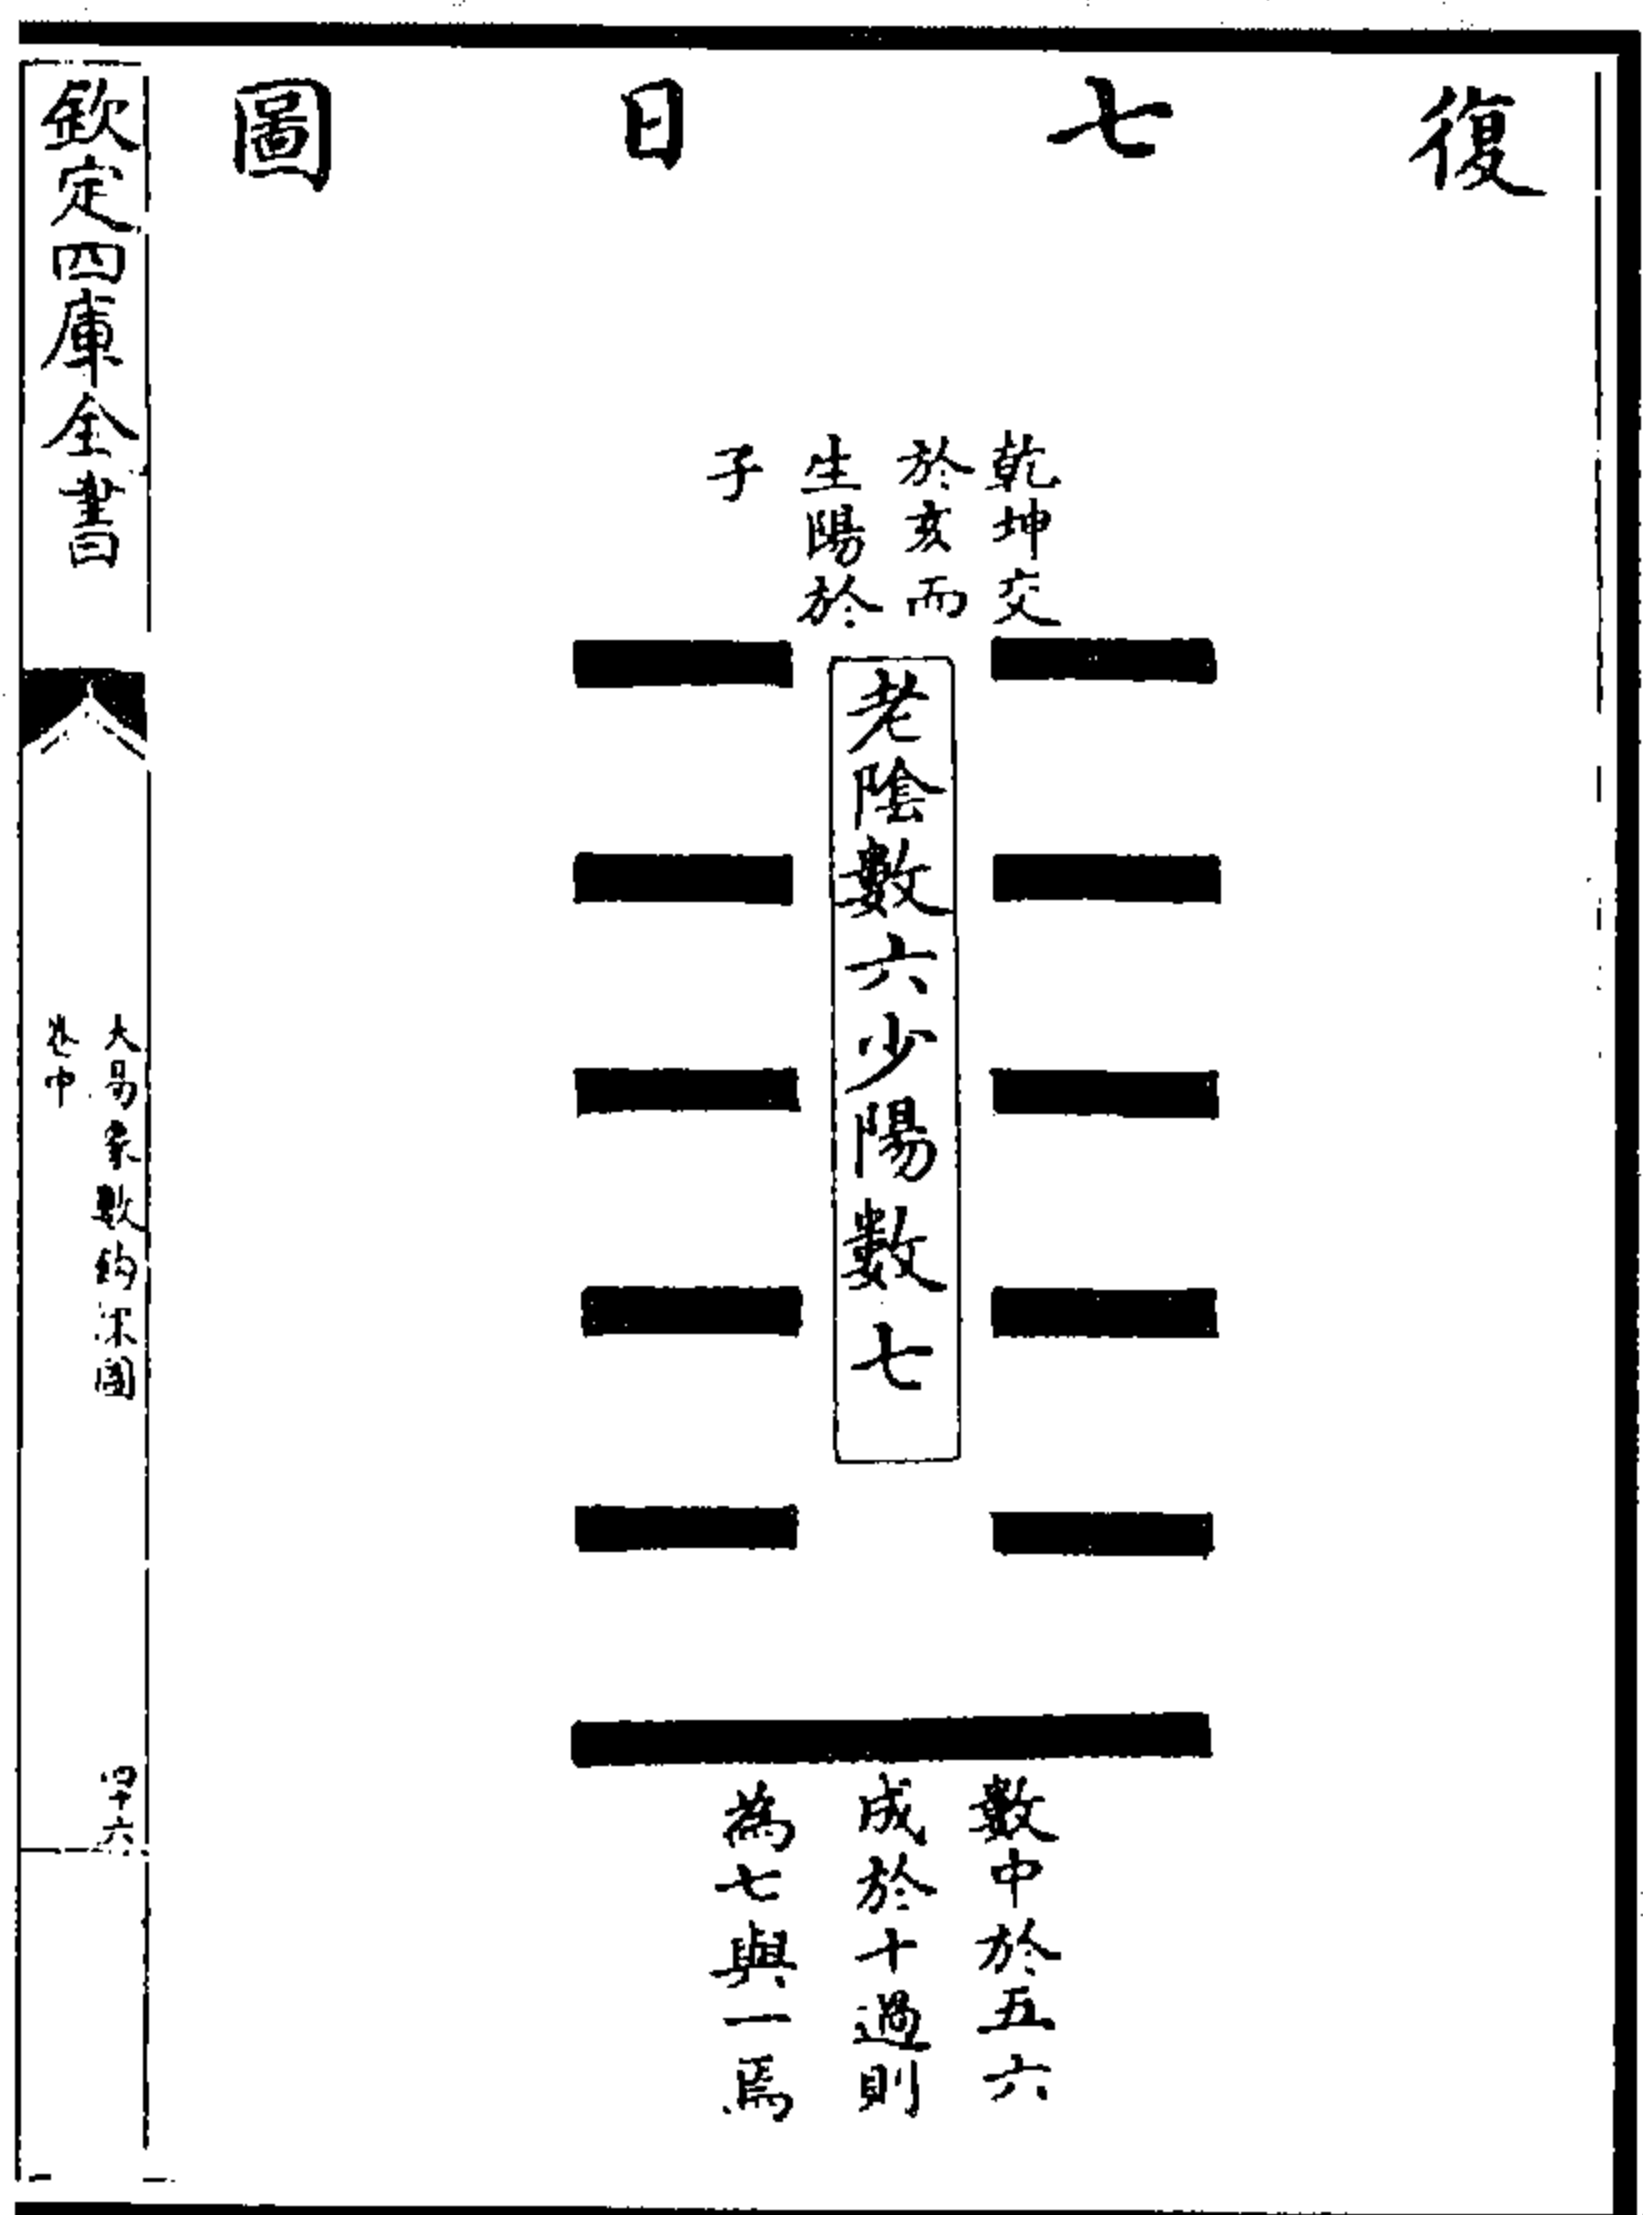 復七日圖
乾坤交
於亥而
生陽於
子
老陰數六少陽數七
數中於五六
成於十過則
為七與一焉
欽定四庫全書
大易象數鉤深圖
卷中
四十六